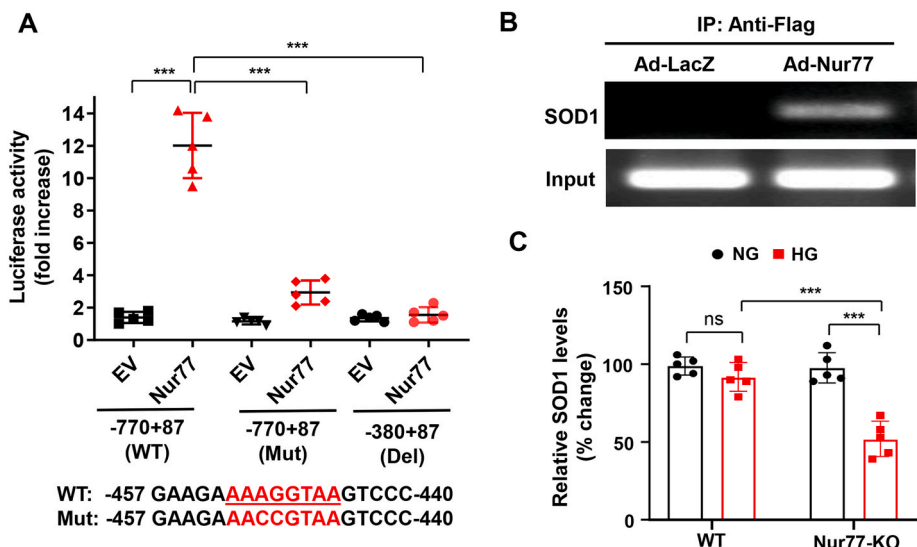 A
*** *** ***
Luciferase activity
(fold increase)
14
12
10
8
6
4
2
0
EV Nur77 EV Nur77 EV Nur77
-770+87 -770+87 -380+87
(WT) (Mut) (Del)
WT: -457 GAAGAAAAGGTAAGTCCC-440
Mut: -457 GAAGAAACCGTAAGTCCC-440
B
IP: Anti-Flag
Ad-LacZ Ad-Nur77
SOD1
Input
C
NG HG
Relative SOD1 levels
(% change)
150
100
50
0
ns *** ***
WT Nur77-KO